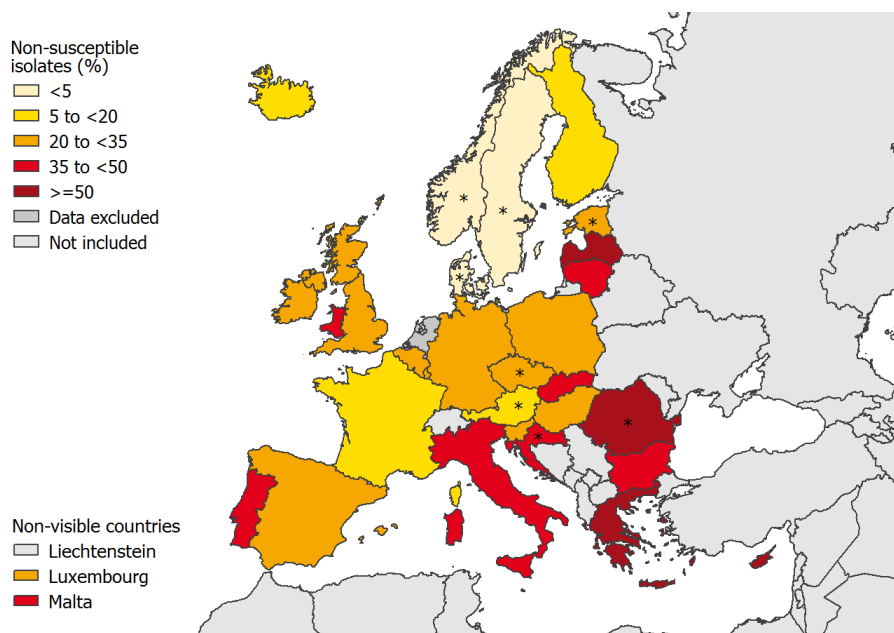 Non-susceptible
isolates (%)
<5
5 to <20
20 to <35
35 to <50
>=50
Data excluded
Not included
*
*
*
*
*
*
*
*
Non-visible countries
Liechtenstein
Luxembourg
Malta